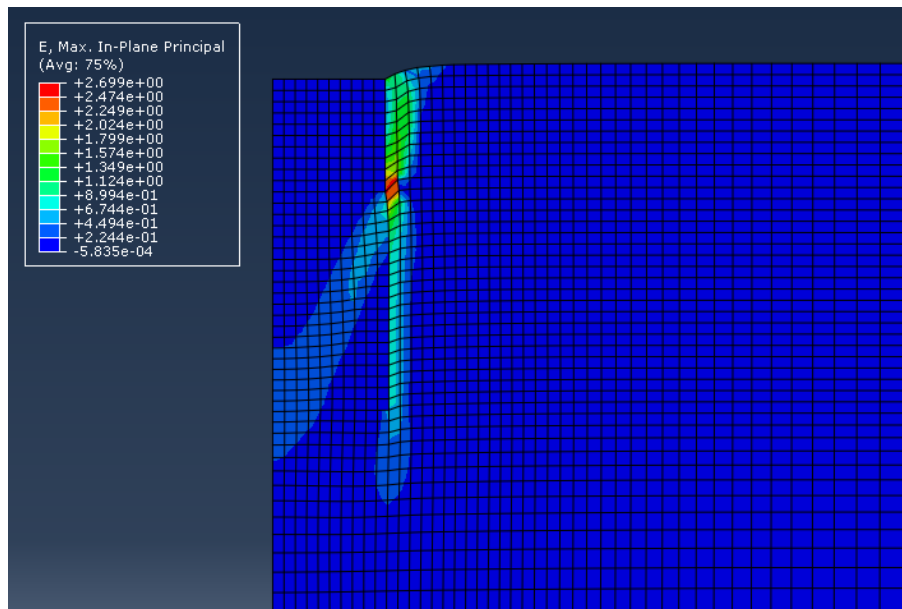 E, Max. In-Plane Principal
(Avg: 75%)
+2.699e+00
+2.474e+00
+2.249e+00
+2.024e+00
+1.799e+00
+1.574e+00
+1.349e+00
+1.124e+00
+8.994e-01
+6.744e-01
+4.494e-01
+2.244e-01
-5.835e-04